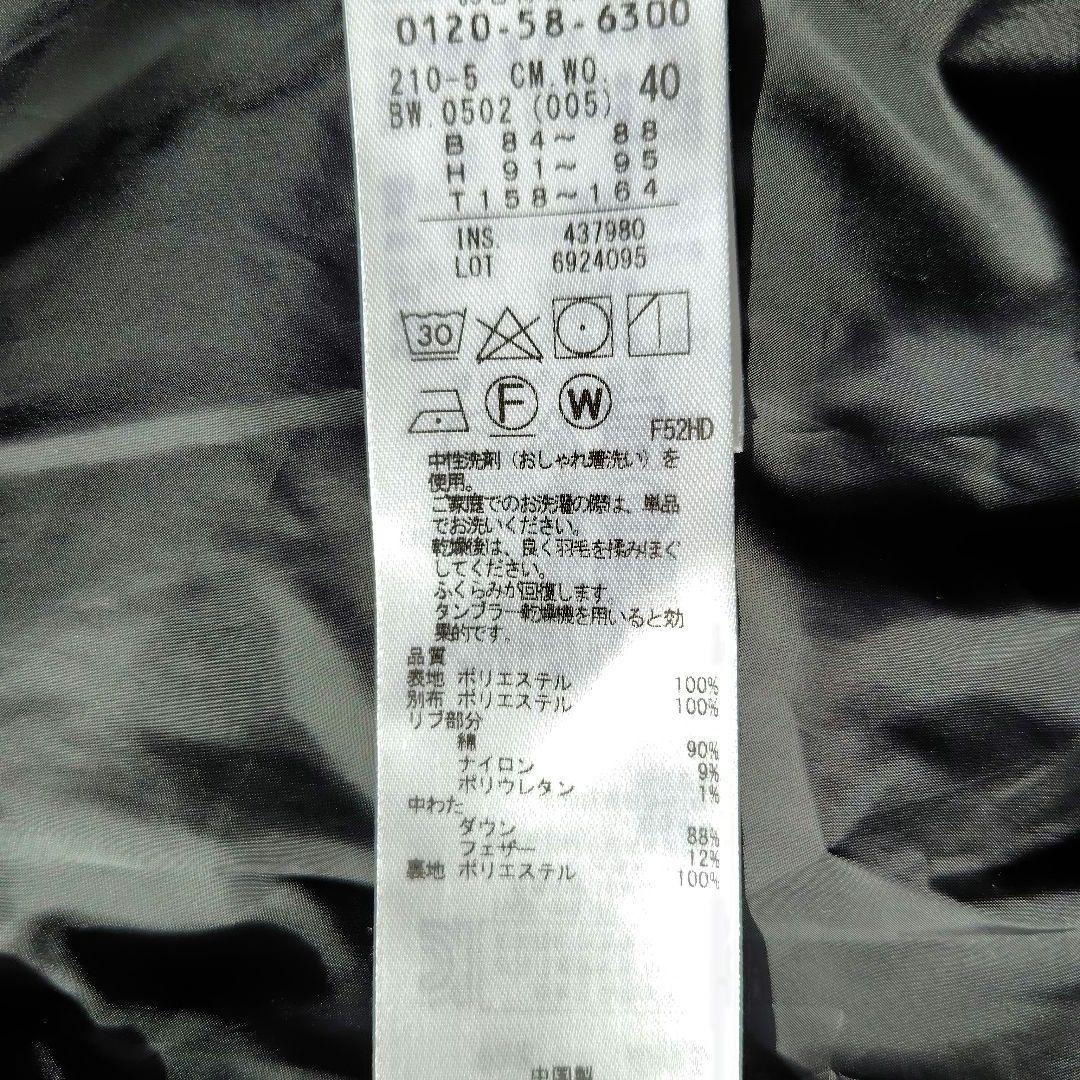 0120-58-6300
210-5 CM.WO. 40
BW.0502 (005)
B 84~ 88
H 91~ 95
T158~164
INS. 437980
LOT 6924095
30
F W
F52HD
中性洗剤（おしゃれ着洗い）を
使用。
ご家庭でのお洗濯の際は、単品
でお洗いください。
乾燥後は、良く羽毛を揉みほぐ
してください。
ふくらみが回復します。
タンブラー乾燥機を用いると効
果的です。
品質
表地 ポリエステル 100%
別布 ポリエステル 100%
リブ部分
綿 90%
ナイロン 9%
ポリウレタン 1%
中わた
ダウン 88%
フェザー 12%
裏地 ポリエステル 100%
中国製